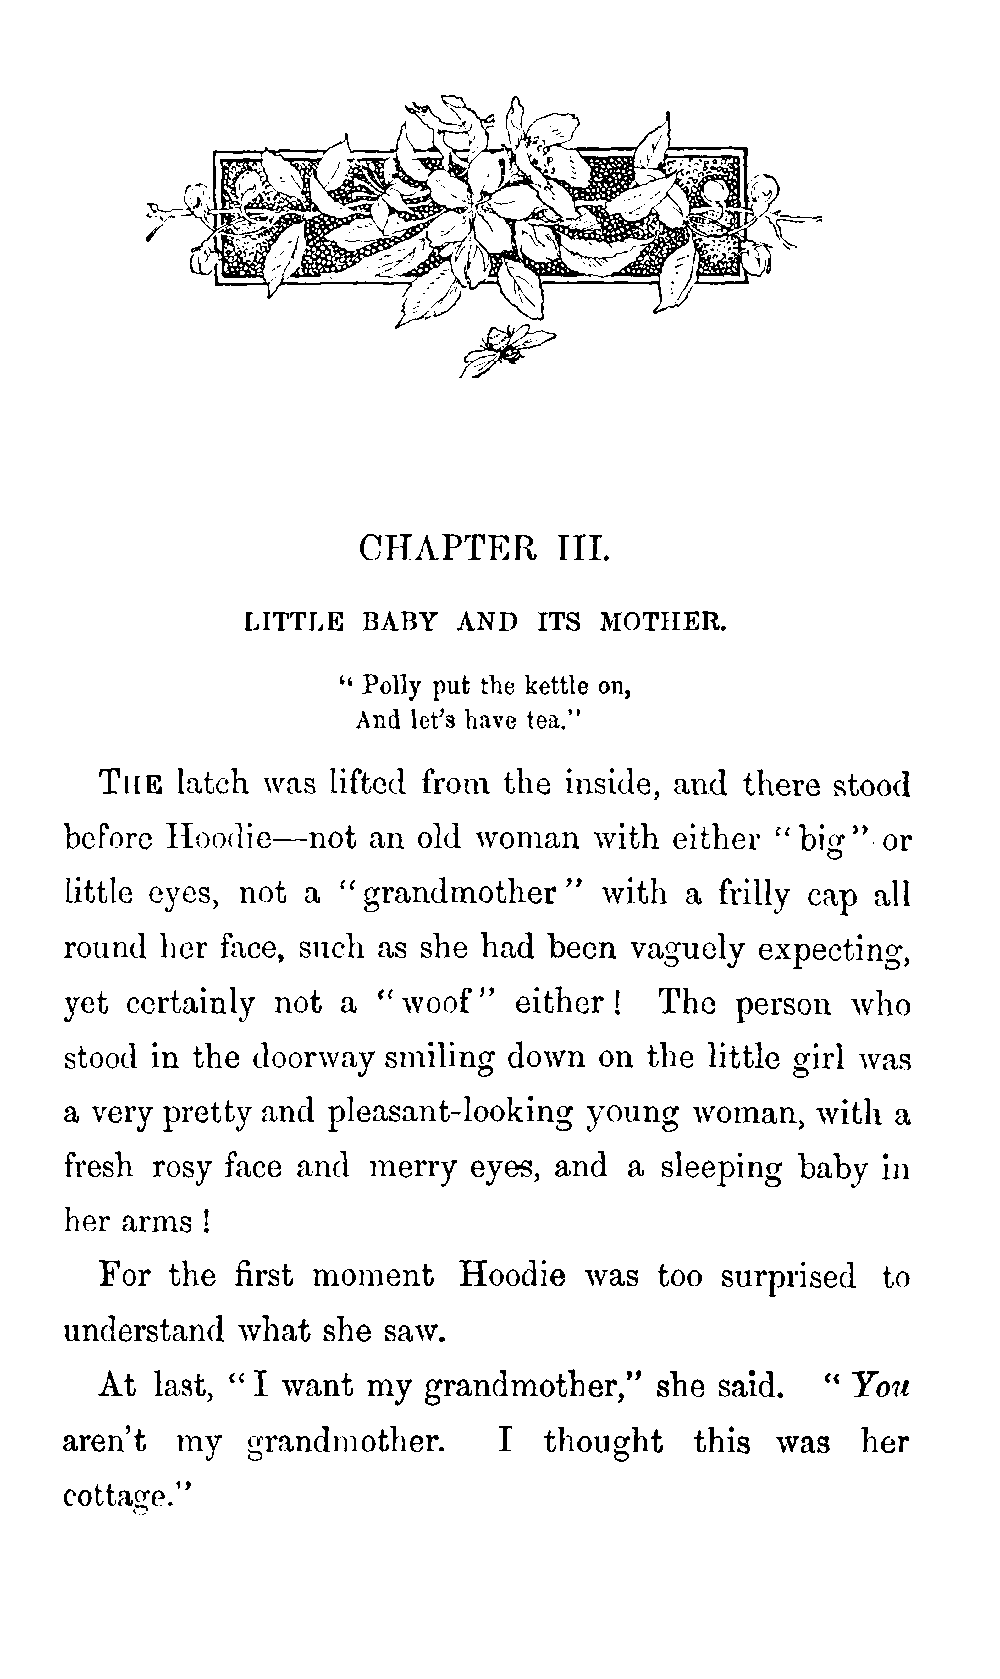 CHAPTER III.
LITTLE BABY AND ITS MOTHER.
" Polly put the kettle on,
And let's have tea."
THE latch was lifted from the inside, and there stood
before Hoodie—not an old woman with either "big" or
little eyes, not a "grandmother" with a frilly cap all
round her face, such as she had been vaguely expecting,
yet certainly not a "woof" either! The person who
stood in the doorway smiling down on the little girl was
a very pretty and pleasant-looking young woman, with a
fresh rosy face and merry eyes, and a sleeping baby in
her arms!
For the first moment Hoodie was too surprised to
understand what she saw.
At last, "I want my grandmother," she said. "You
aren't my grandmother. I thought this was her
cottage."